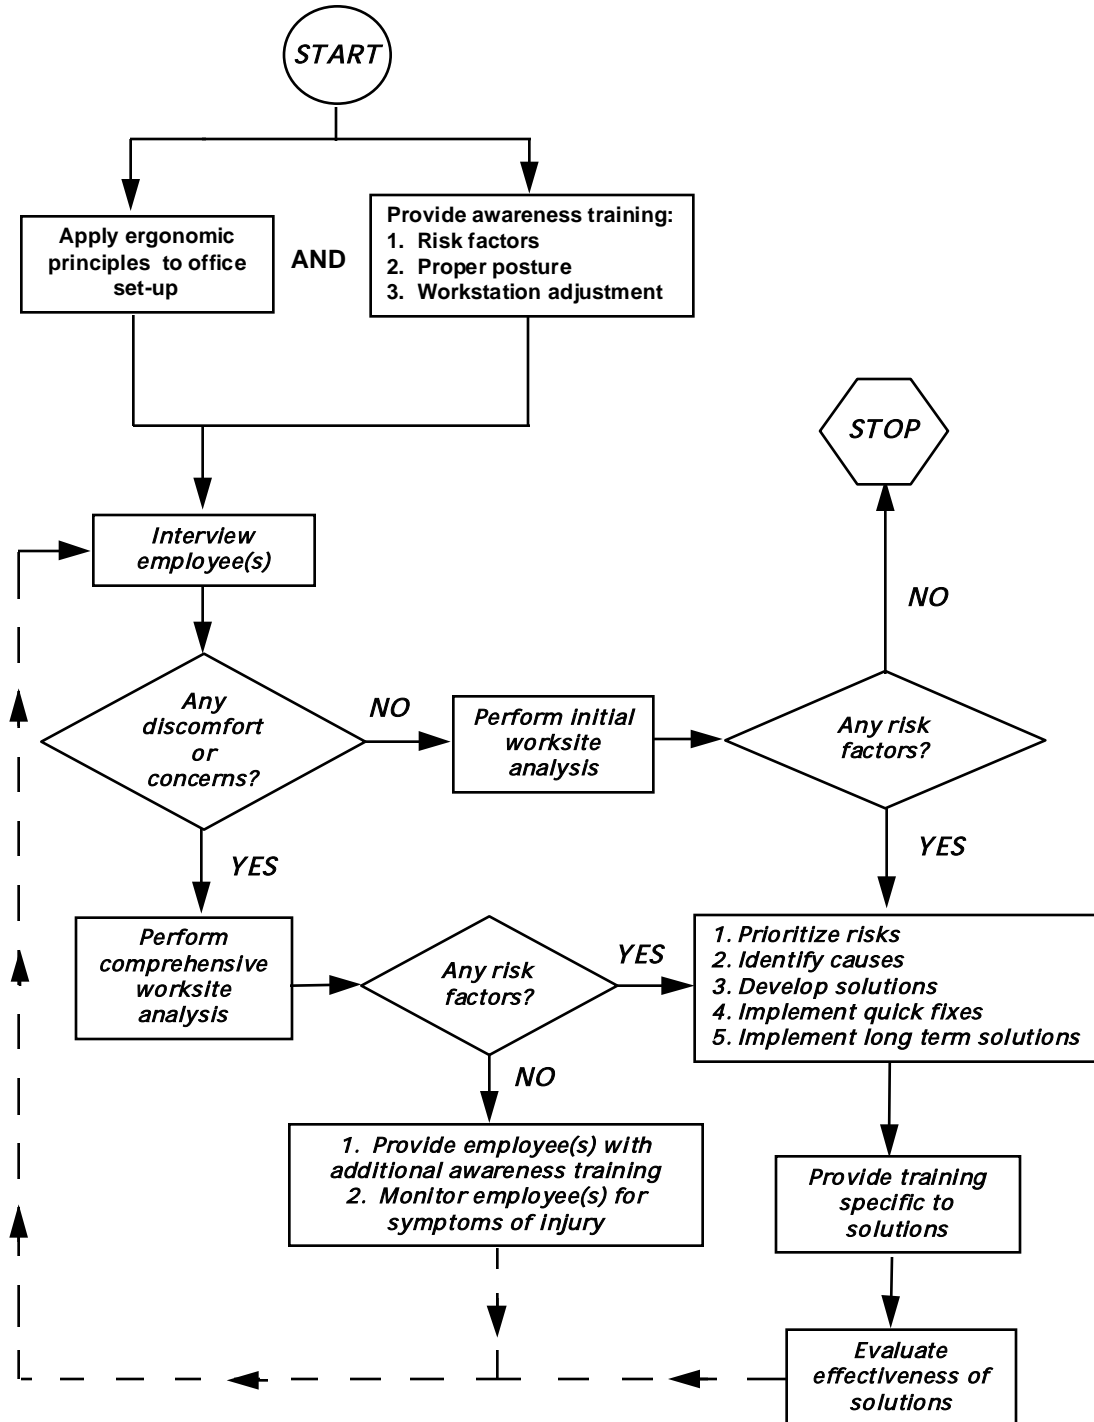 START
Apply ergonomic
principles to office
set-up
AND
Provide awareness training:
1. Risk factors
2. Proper posture
3. Workstation adjustment
STOP
Interview
employee(s)
NO
Any
discomfort
or
concerns?
NO
Perform initial
worksite
analysis
Any risk
factors?
YES
YES
Perform
comprehensive
worksite
analysis
Any risk
factors?
YES
1. Prioritize risks
2. Identify causes
3. Develop solutions
4. Implement quick fixes
5. Implement long term solutions
NO
1. Provide employee(s) with
additional awareness training
2. Monitor employee(s) for
symptoms of injury
Provide training
specific to
solutions
Evaluate
effectiveness of
solutions